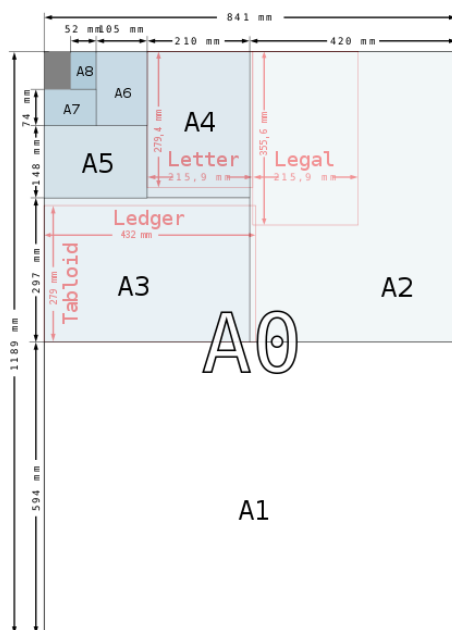 841 mm
52 mm
105 mm
210 mm
420 mm
A8
A6
A7
A4
A5
74 mm
148 mm
297 mm
594 mm
1189 mm
279,4 mm
Letter
215,9 mm
355,6 mm
Legal
215,9 mm
Ledger
432 mm
279 mm
Tabloid
A3
A2
A0
A1